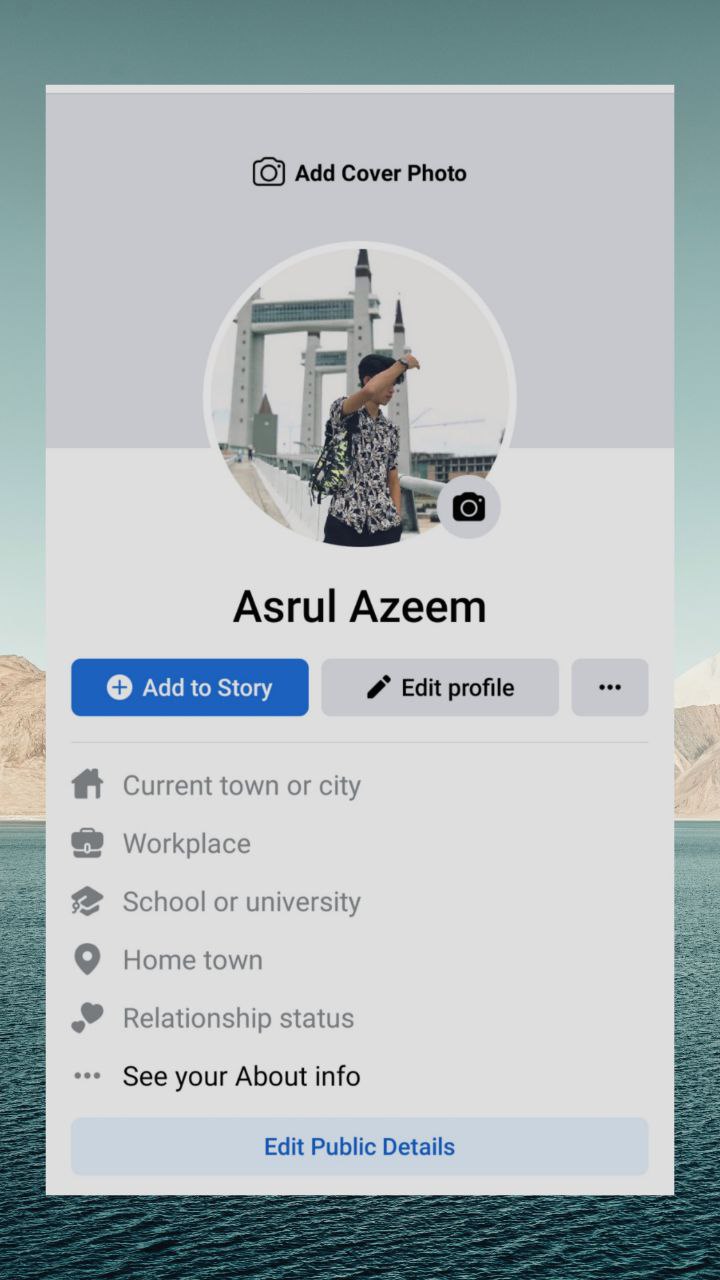 Add Cover Photo
Asrul Azeem
Add to Story
Edit profile
Current town or city
Workplace
School or university
Home town
Relationship status
See your About info
Edit Public Details